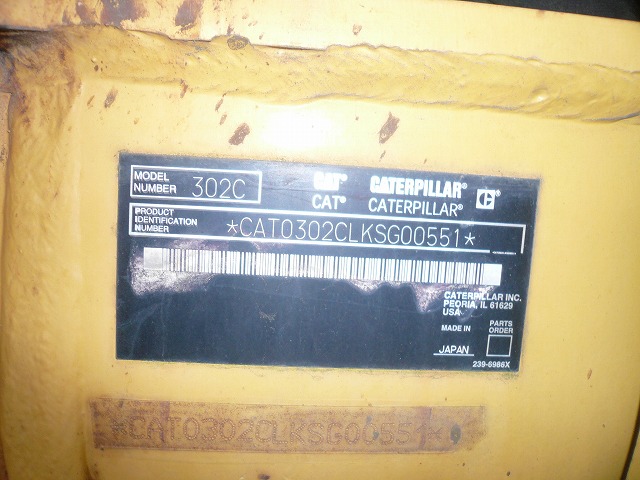 MODEL NUMBER 302C
CAT® CATERPILLAR®
CAT® CATERPILLAR®
PRODUCT IDENTIFICATION NUMBER *CAT0302CLKSG00551*
CATERPILLAR INC.
PEORIA, IL 61629
USA
MADE IN
JAPAN
PARTS ORDER
239-6986X
*CAT0302CLKSG00551*